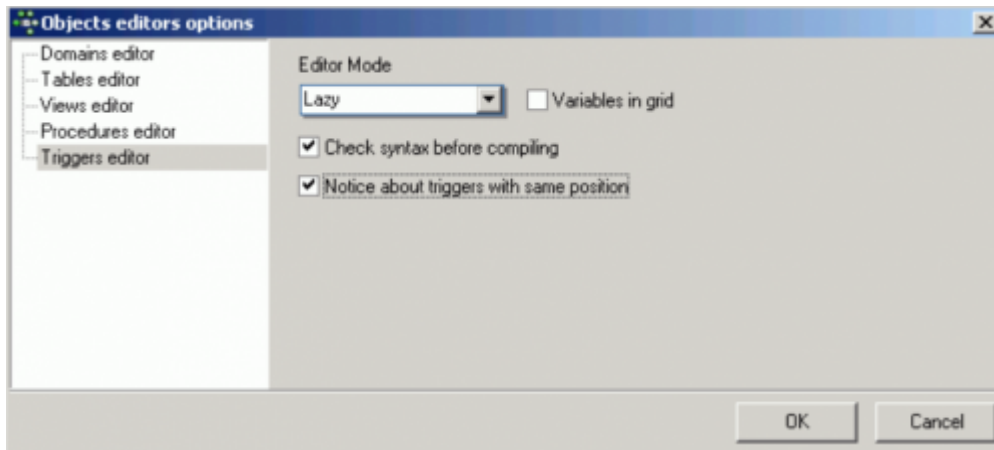 Objects editors options
Domains editor
Tables editor
Views editor
Procedures editor
Triggers editor
Editor Mode
Lazy
Variables in grid
Check syntax before compiling
Notice about triggers with same position
OK
Cancel